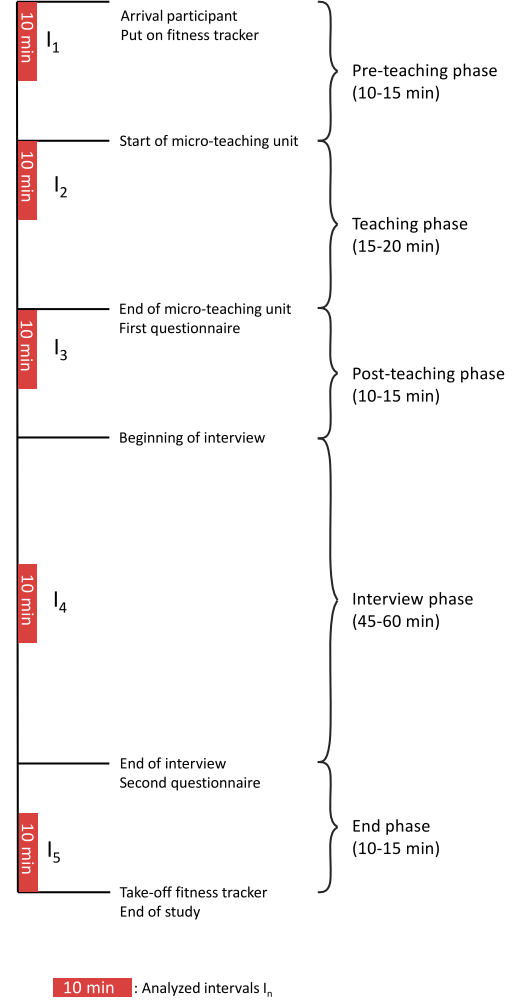 10 min
I1
Arrival participant
Put on fitness tracker
Pre-teaching phase
(10-15 min)
Start of micro-teaching unit
10 min
I2
Teaching phase
(15-20 min)
End of micro-teaching unit
First questionnaire
10 min
I3
Post-teaching phase
(10-15 min)
Beginning of interview
10 min
I4
Interview phase
(45-60 min)
End of interview
Second questionnaire
10 min
I5
End phase
(10-15 min)
Take-off fitness tracker
End of study
10 min : Analyzed intervals In